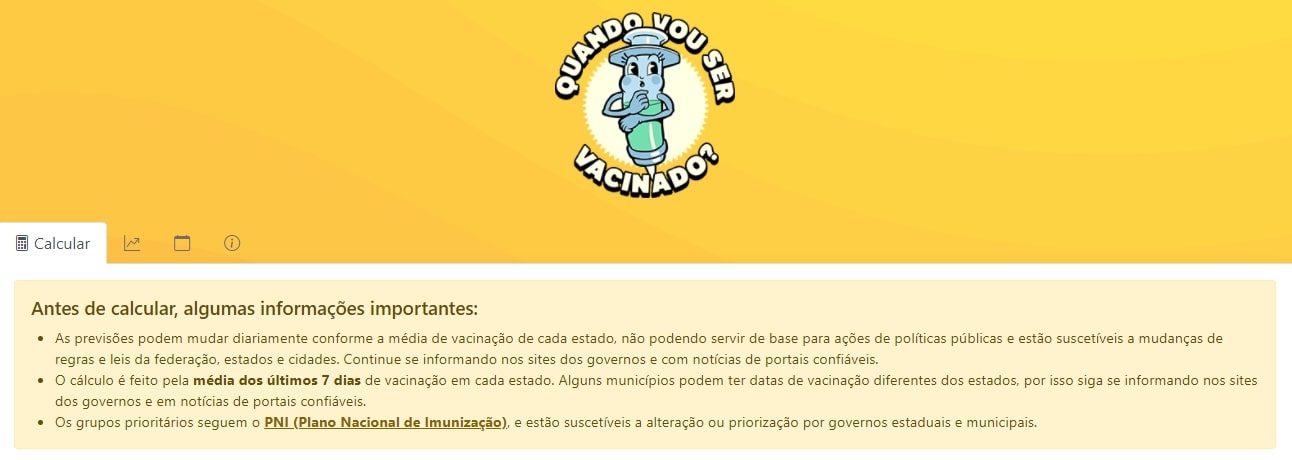 QUANDO VOU SER
VACINADO?
Calcular
Antes de calcular, algumas informações importantes:
• As previsões podem mudar diariamente conforme a média de vacinação de cada estado, não podendo servir de base para ações de políticas públicas e estão suscetíveis a mudanças de
regras e leis da federação, estados e cidades. Continue se informando nos sites dos governos e com notícias de portais confiáveis.
• O cálculo é feito pela média dos últimos 7 dias de vacinação em cada estado. Alguns municípios podem ter datas de vacinação diferentes dos estados, por isso siga se informando nos sites
dos governos e em notícias de portais confiáveis.
• Os grupos prioritários seguem o PNI (Plano Nacional de Imunização), e estão suscetíveis a alteração ou priorização por governos estaduais e municipais.